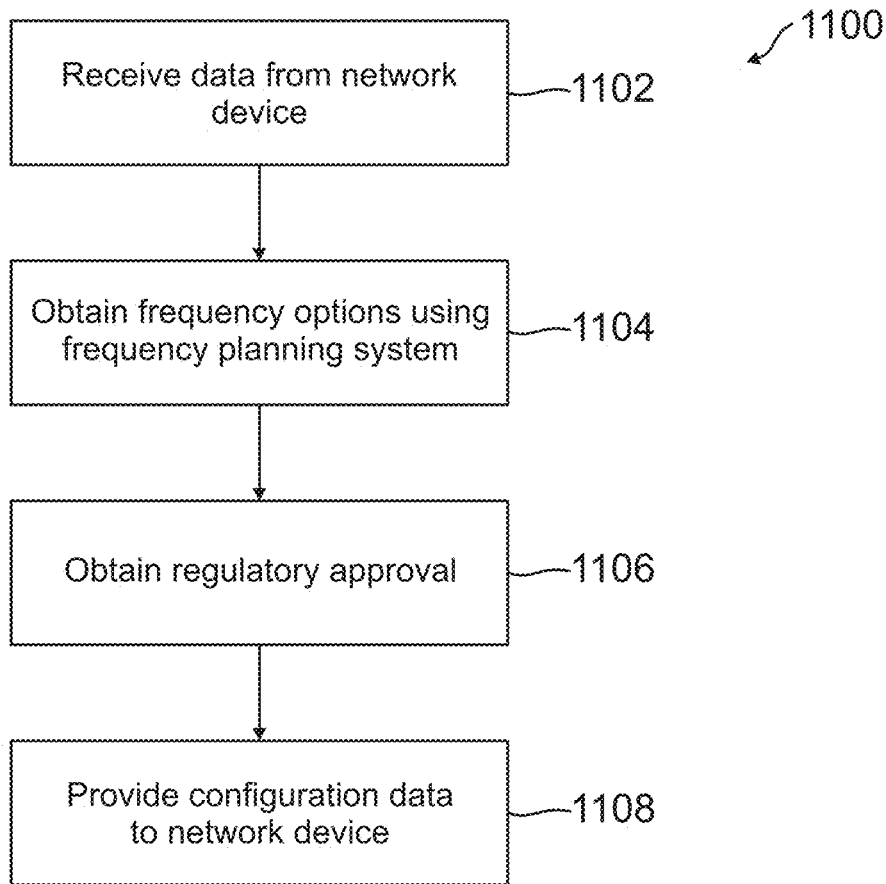 1100
Receive data from network
device
1102
Obtain frequency options using
frequency planning system
1104
Obtain regulatory approval
1106
Provide configuration data
to network device
1108